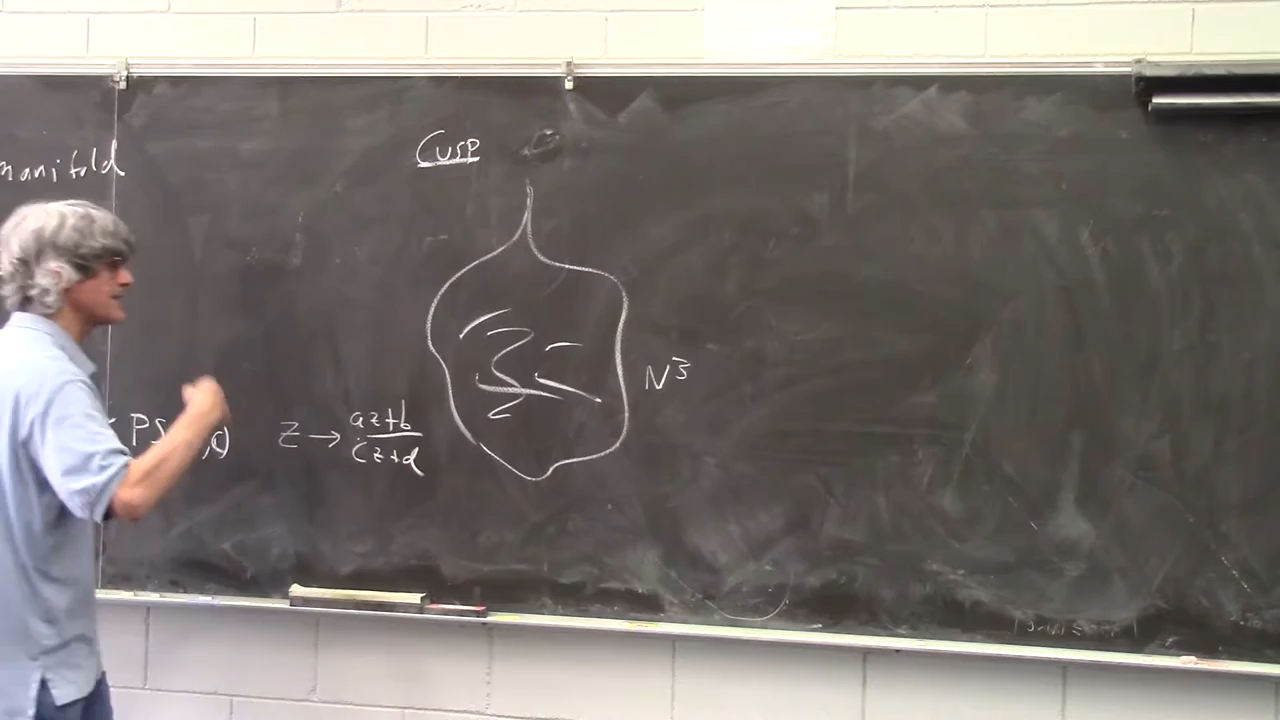 manifold
Cusp
N³
PS
,C)
z → az+b
cz+d